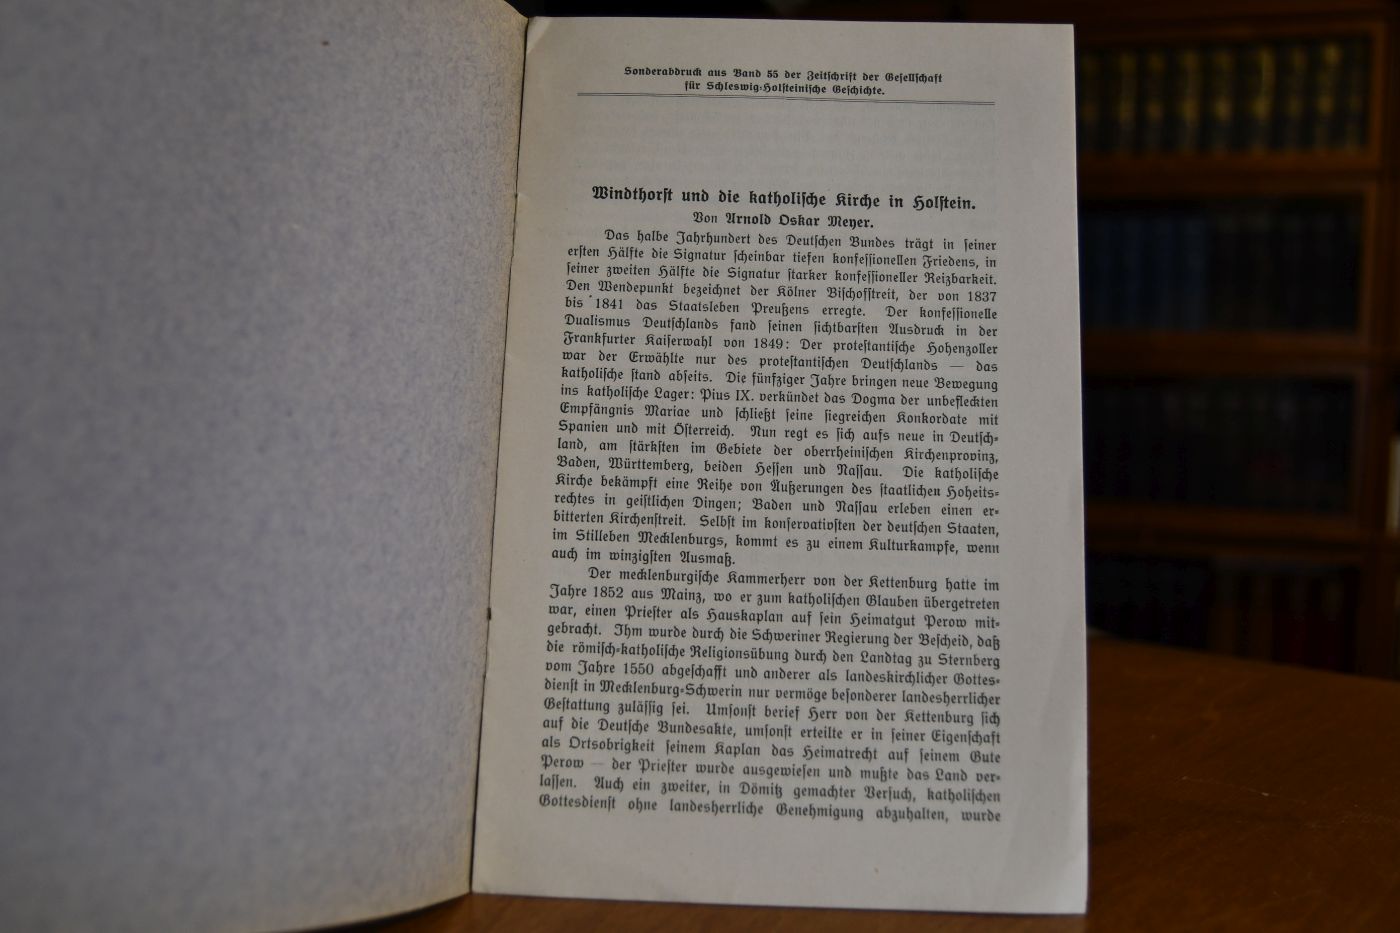 Sonderabdruck aus Band 55 der Zeitschrift der Gesellschaft
für Schleswig-Holsteinische Geschichte.
Windthorst und die katholische Kirche in Holstein.
Von Arnold Oskar Meyer.
Das halbe Jahrhundert des Deutschen Bundes trägt in seiner
ersten Hälfte die Signatur scheinbar tiefen konfessionellen Friedens, in
seiner zweiten Hälfte die Signatur starker konfessioneller Reizbarkeit.
Den Wendepunkt bezeichnet der Kölner Bischofsstreit, der von 1837
bis 1841 das Staatsleben Preußens erregte. Der konfessionelle
Dualismus Deutschlands fand seinen sichtbarsten Ausdruck in der
Frankfurter Kaiserwahl von 1849: Der protestantische Hohenzoller
war der Erwählte nur des protestantischen Deutschlands — das
katholische stand abseits. Die fünfziger Jahre bringen neue Bewegung
ins katholische Lager: Pius IX. verkündet das Dogma der unbefleckten
Empfängnis Mariae und schließt seine siegreichen Konkordate mit
Spanien und mit Österreich. Nun regt es sich aufs neue in Deutsch-
land, am stärksten im Gebiete der oberrheinischen Kirchenprovinz,
Baden, Württemberg, beiden Hessen und Nassau. Die katholische
Kirche bekämpft eine Reihe von Äußerungen des staatlichen Hoheits-
rechtes in geistlichen Dingen; Baden und Nassau erleben einen er-
bitterten Kirchenstreit. Selbst im konservativsten der deutschen Staaten,
im Stilleben Mecklenburgs, kommt es zu einem Kulturkampfe, wenn
auch im winzigsten Ausmaß.
Der mecklenburgische Kammerherr von der Kettenburg hatte im
Jahre 1852 aus Mainz, wo er zum katholischen Glauben übergetreten
war, einen Priester als Hauskaplan auf sein Heimatgut Perow mit-
gebracht. Ihm wurde durch die Schweriner Regierung der Bescheid, daß
die römisch-katholische Religionsübung durch den Landtag zu Sternberg
vom Jahre 1550 abgeschafft und anderer als landeskirchlicher Gottes-
dienst in Mecklenburg-Schwerin nur vermöge besonderer landesherrlicher
Gestattung zulässig sei. Umsonst berief Herr von der Kettenburg sich
auf die Deutsche Bundesakte, umsonst erteilte er in seiner Eigenschaft
als Ortsobrigkeit seinem Kaplan das Heimatrecht auf seinem Gute
Perow — der Priester wurde ausgewiesen und mußte das Land ver-
lassen. Auch ein zweiter, in Dömitz gemachter Versuch, katholischen
Gottesdienst ohne landesherrliche Genehmigung abzuhalten, wurde